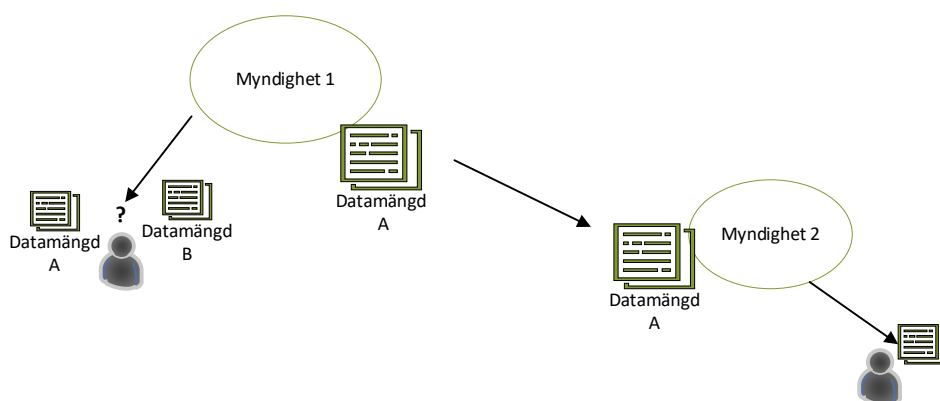 Myndighet 1
Datamängd
A
?
Datamängd
A
Datamängd
B
Myndighet 2
Datamängd
A